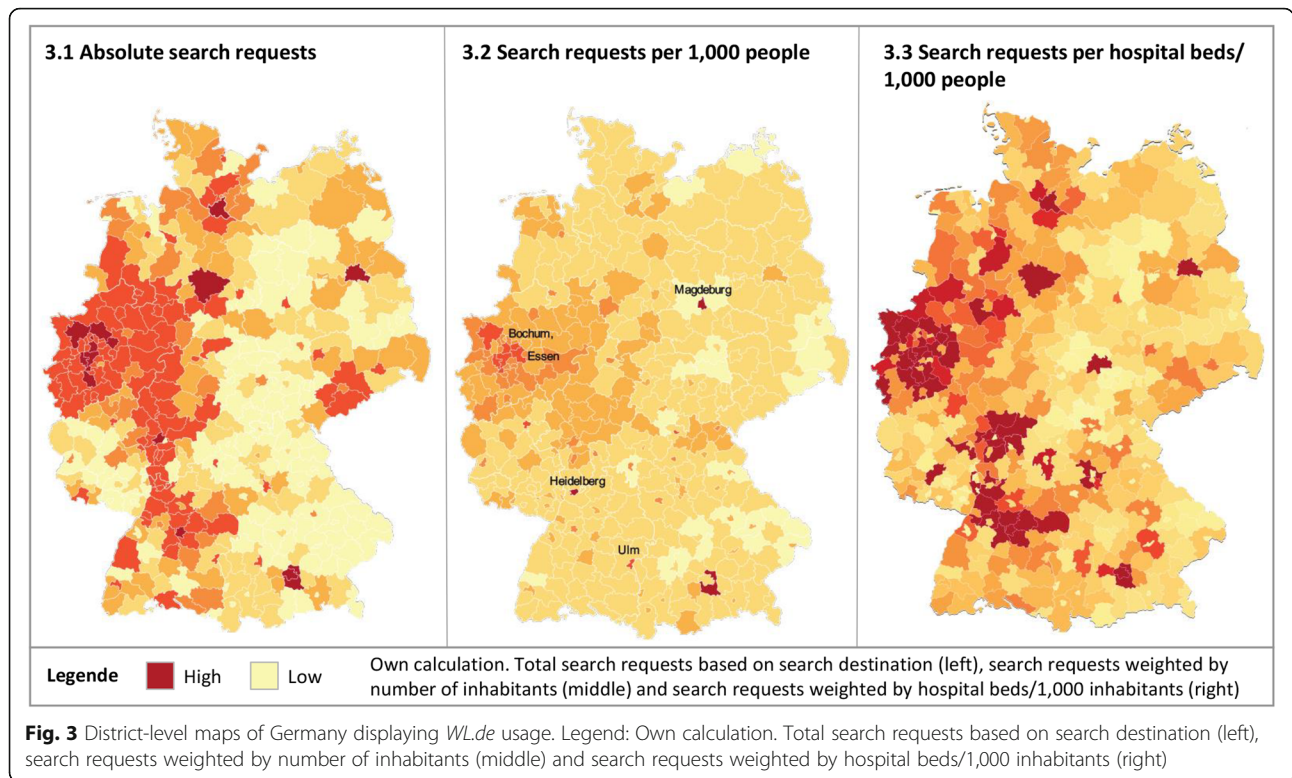 3.1 Absolute search requests
3.2 Search requests per 1,000 people
3.3 Search requests per hospital beds/
1,000 people
Magdeburg
Bochum,
Essen
Heidelberg
Ulm
Legende High Low
Own calculation. Total search requests based on search destination (left), search requests weighted by
number of inhabitants (middle) and search requests weighted by hospital beds/1,000 inhabitants (right)
Fig. 3 District-level maps of Germany displaying WL.de usage. Legend: Own calculation. Total search requests based on search destination (left),
search requests weighted by number of inhabitants (middle) and search requests weighted by hospital beds/1,000 inhabitants (right)